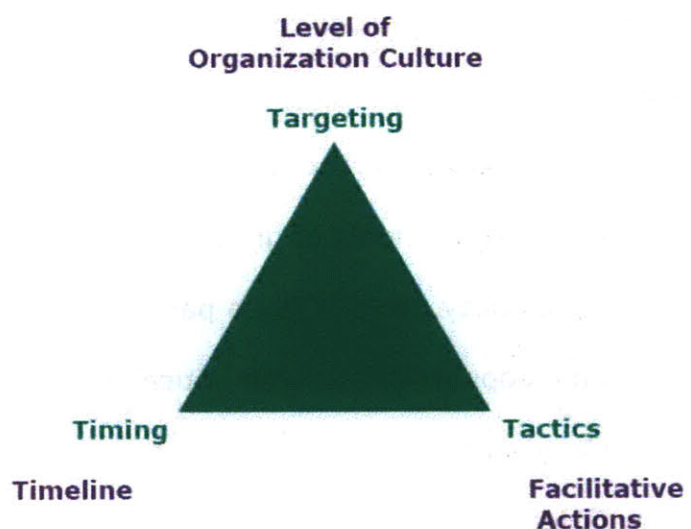 Level of
Organization Culture
Targeting
Timing
Tactics
Timeline
Facilitative
Actions